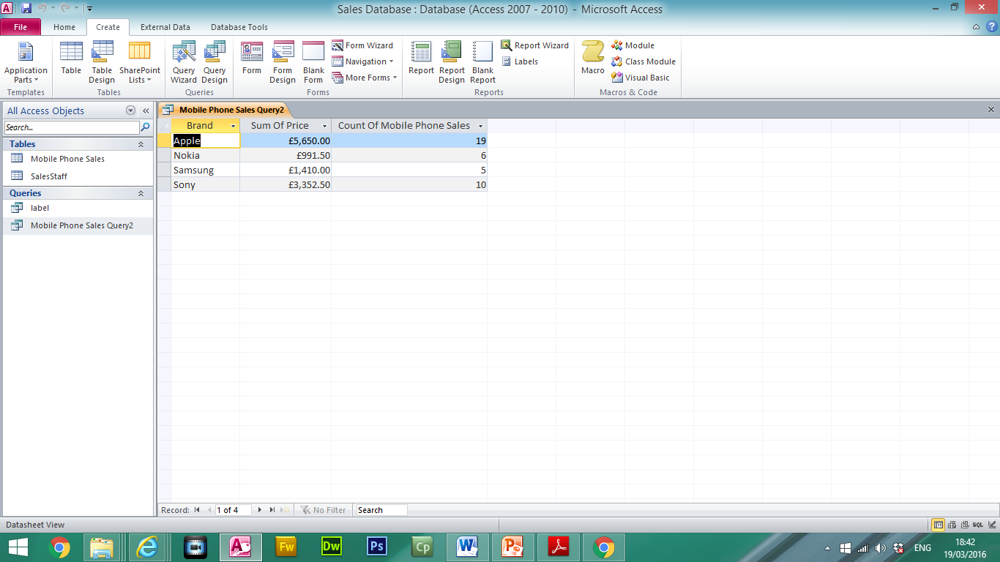 Sales Database : Database (Access 2007 - 2010) - Microsoft Access
File Home Create External Data Database Tools
Application Parts
Table
Table Design
SharePoint Lists
Query Wizard
Query Design
Form
Form Design
Blank Form
Form Wizard
Navigation
More Forms
Report
Report Design
Blank Report
Report Wizard
Labels
Macro
Module
Class Module
Visual Basic
Templates Tables Queries Forms Reports Macros & Code
All Access Objects
Search...
Tables
Mobile Phone Sales
SalesStaff
Queries
label
Mobile Phone Sales Query2
Mobile Phone Sales Query2
Brand Sum Of Price Count Of Mobile Phone Sales
Apple £5,650.00 19
Nokia £991.50 6
Samsung £1,410.00 5
Sony £3,352.50 10
Record: 1 of 4 No Filter Search
Datasheet View SQL
A Fw Dw Ps Cp W P ENG
18:42
19/03/2016